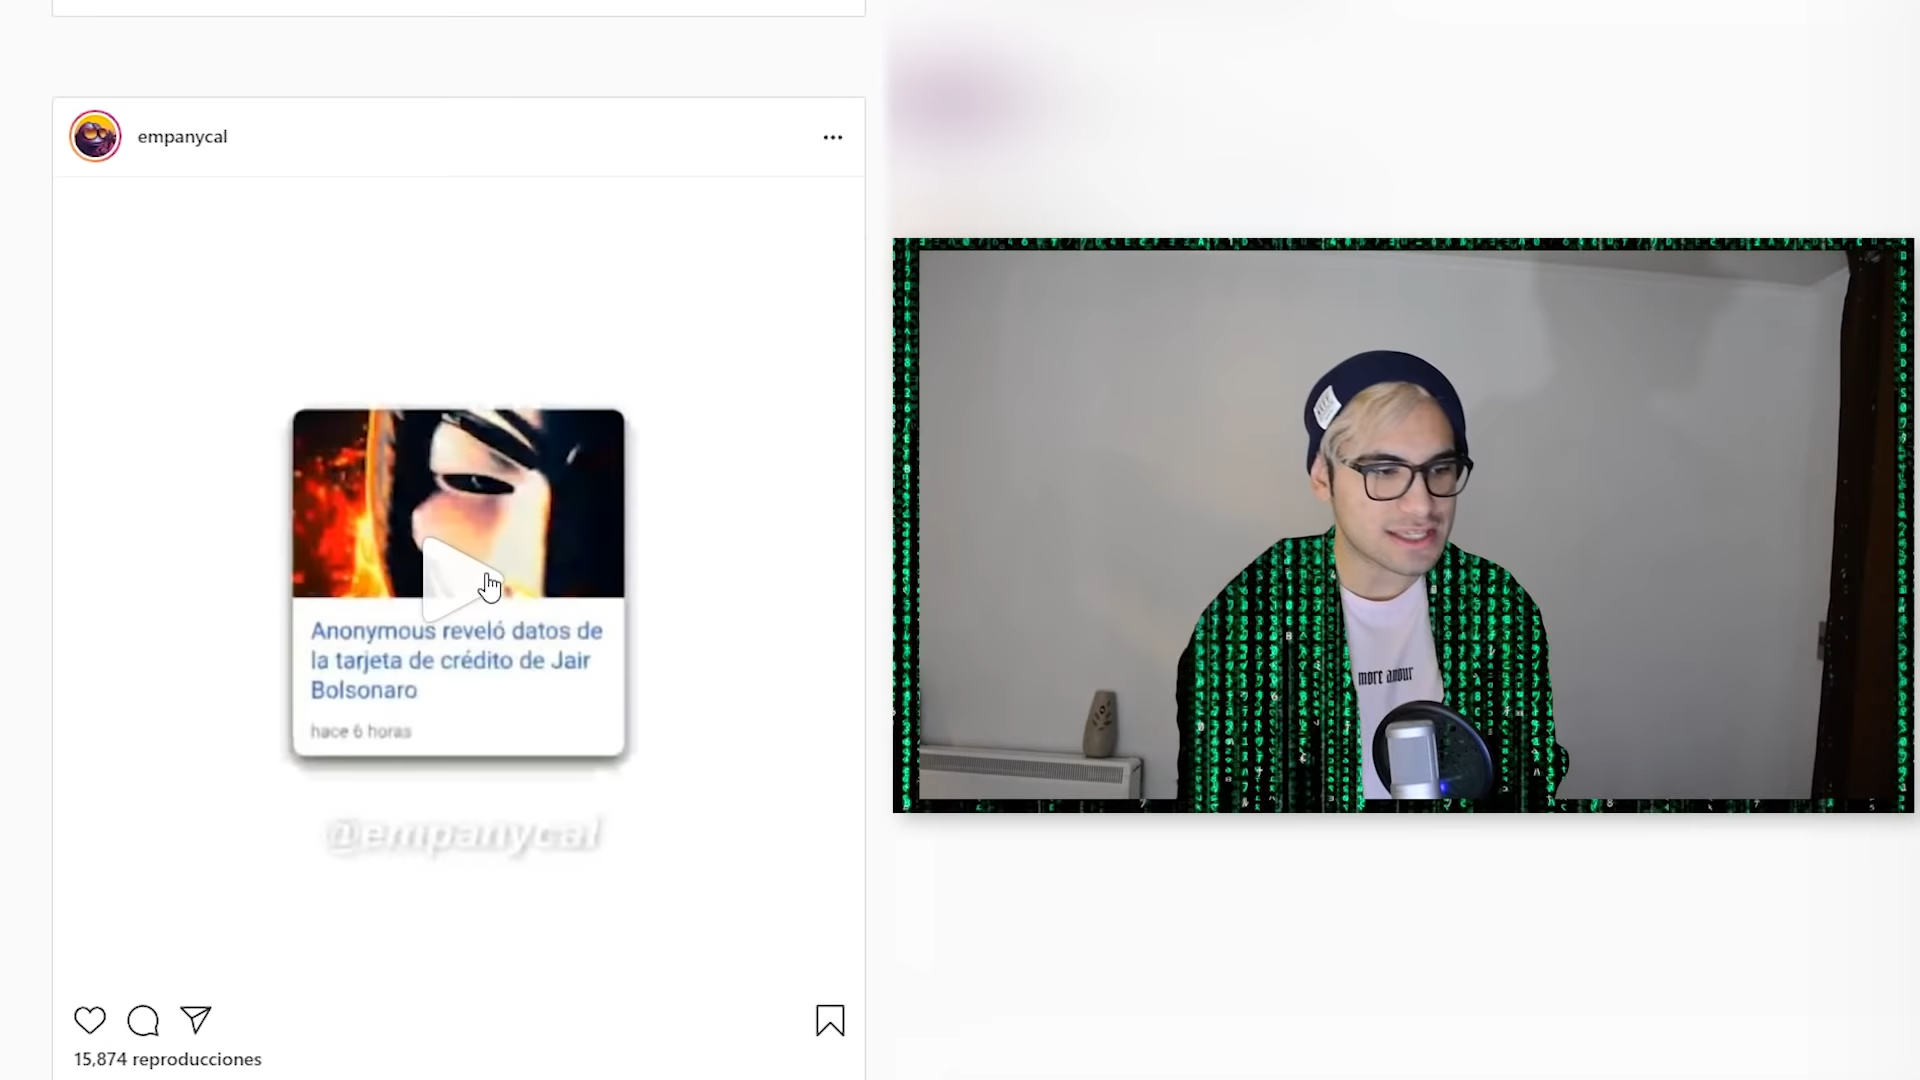 empanycal
Anonymous reveló datos de
la tarjeta de crédito de Jair
Bolsonaro
hace 6 horas
@empanycal
15,874 reproducciones
more amour